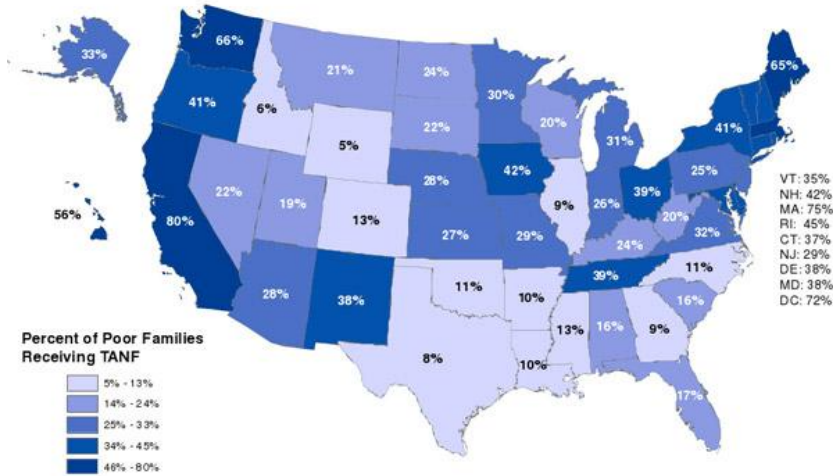 66%
65%
33%
21%
24%
30%
41%
41%
6%
20%
22%
31%
5%
25%
42%
28%
39%
9%
26%
22%
19%
20%
56%
80%
13%
32%
27%
29%
24%
39%
11%
11%
28%
38%
10%
16%
13%
16%
9%
8%
10%
17%
VT: 35%
NH: 42%
MA: 75%
RI: 45%
CT: 37%
NJ: 29%
DE: 38%
MD: 38%
DC: 72%
Percent of Poor Families
Receiving TANF
5% - 13%
14% - 24%
25% - 33%
34% - 45%
46% - 80%